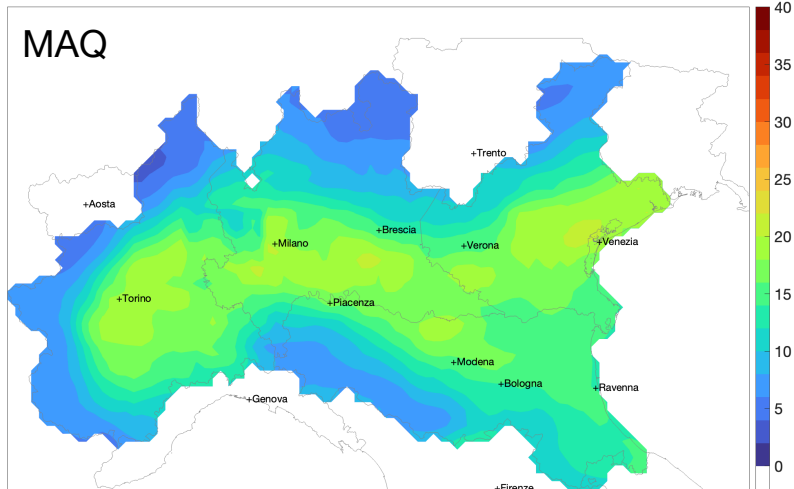 MAQ
+Trento
+Aosta
+Brescia
+Milano
+Verona
+Venezia
+Torino
+Piacenza
+Modena
+Bologna
+Ravenna
+Genova
+Firenze
40
35
30
25
20
15
10
5
0